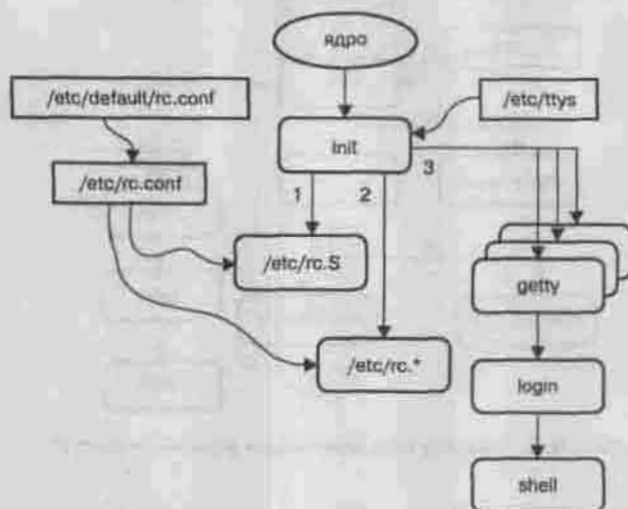 ядро
/etc/default/rc.conf
/etc/ttys
init
/etc/rc.conf
1
2
3
/etc/rc.S
getty
/etc/rc.*
login
shell